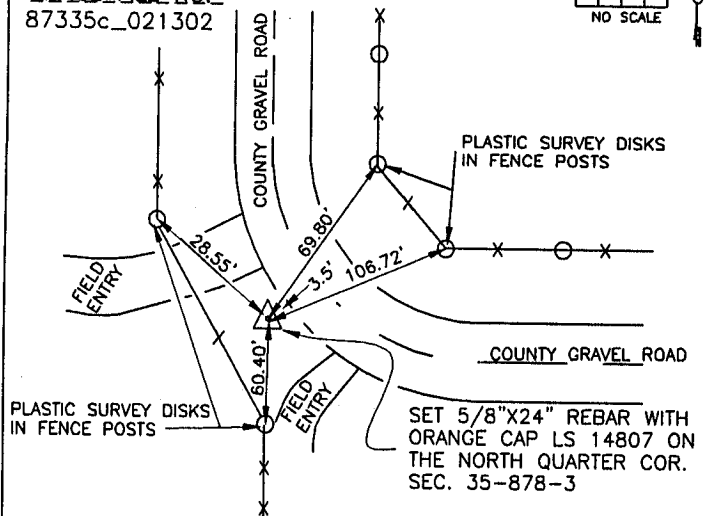 87335c_021302
NO SCALE
COUNTY GRAVEL ROAD
PLASTIC SURVEY DISKS
IN FENCE POSTS
28.55'
69.80'
3.5'
106.72'
FIELD
ENTRY
60.40'
COUNTY GRAVEL ROAD
FIELD
ENTRY
PLASTIC SURVEY DISKS
IN FENCE POSTS
SET 5/8"X24" REBAR WITH
ORANGE CAP LS 14807 ON
THE NORTH QUARTER COR.
SEC. 35-878-3